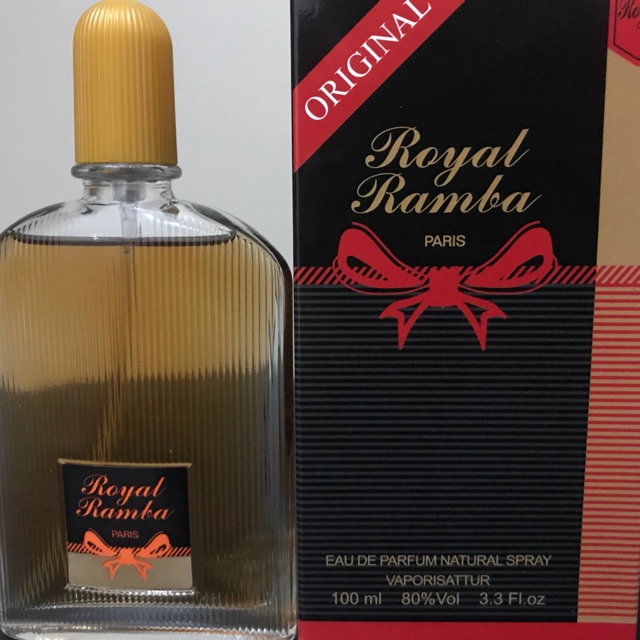 ORIGINAL
Royal
Ramba
PARIS
EAU DE PARFUM NATURAL SPRAY
VAPORISATTUR
100 ml 80%Vol 3.3 Fl.oz
Royal
Ramba
PARIS